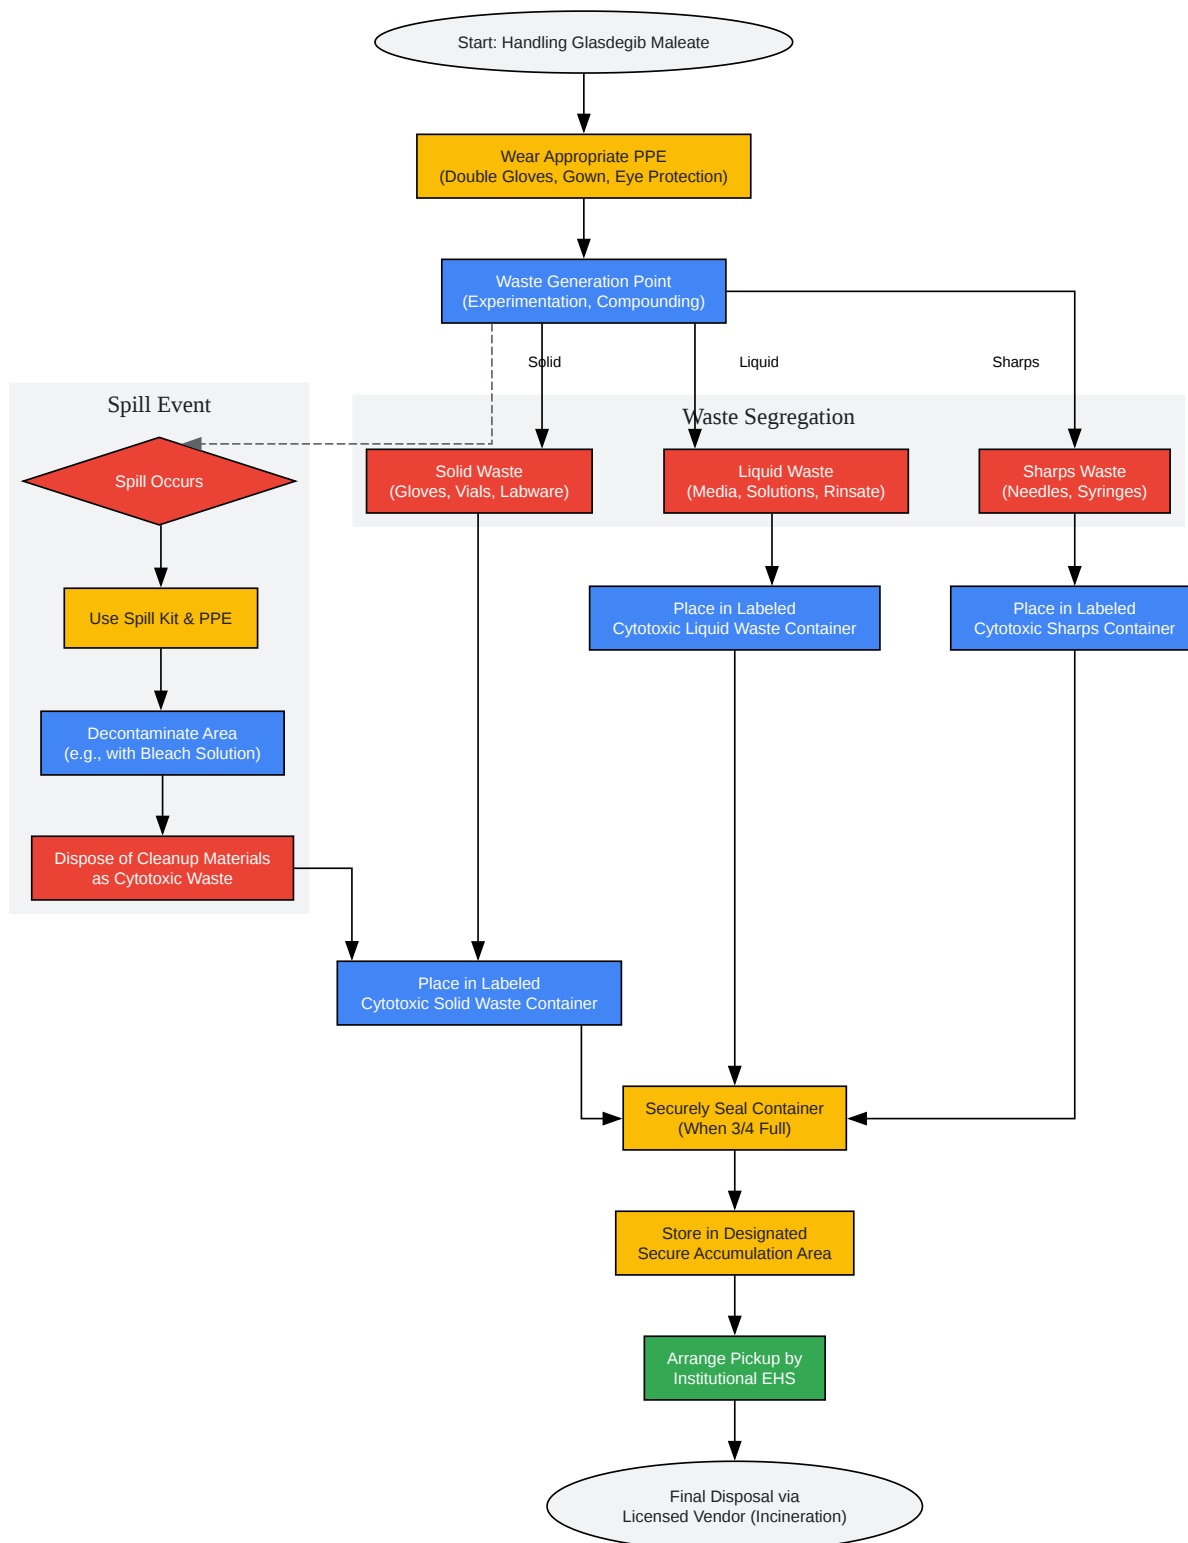 Start: Handling Glasdegib Maleate
Wear Appropriate PPE
(Double Gloves, Gown, Eye Protection)
Waste Generation Point
(Experimentation, Compounding)
Solid
Liquid
Sharps
Spill Event
Waste Segregation
Spill Occurs
Solid Waste
(Gloves, Vials, Labware)
Liquid Waste
(Media, Solutions, Rinsate)
Sharps Waste
(Needles, Syringes)
Use Spill Kit & PPE
Place in Labeled
Cytotoxic Liquid Waste Container
Place in Labeled
Cytotoxic Sharps Container
Decontaminate Area
(e.g., with Bleach Solution)
Dispose of Cleanup Materials
as Cytotoxic Waste
Place in Labeled
Cytotoxic Solid Waste Container
Securely Seal Container
(When 3/4 Full)
Store in Designated
Secure Accumulation Area
Arrange Pickup by
Institutional EHS
Final Disposal via
Licensed Vendor (Incineration)